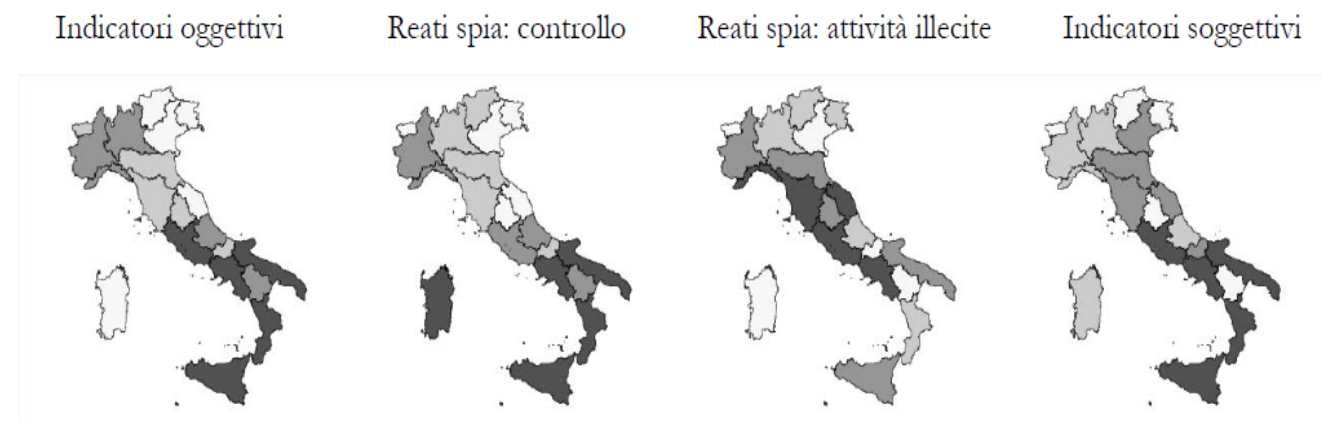 Indicatori oggettivi
Reati spia: controllo
Reati spia: attività illecite
Indicatori soggettivi